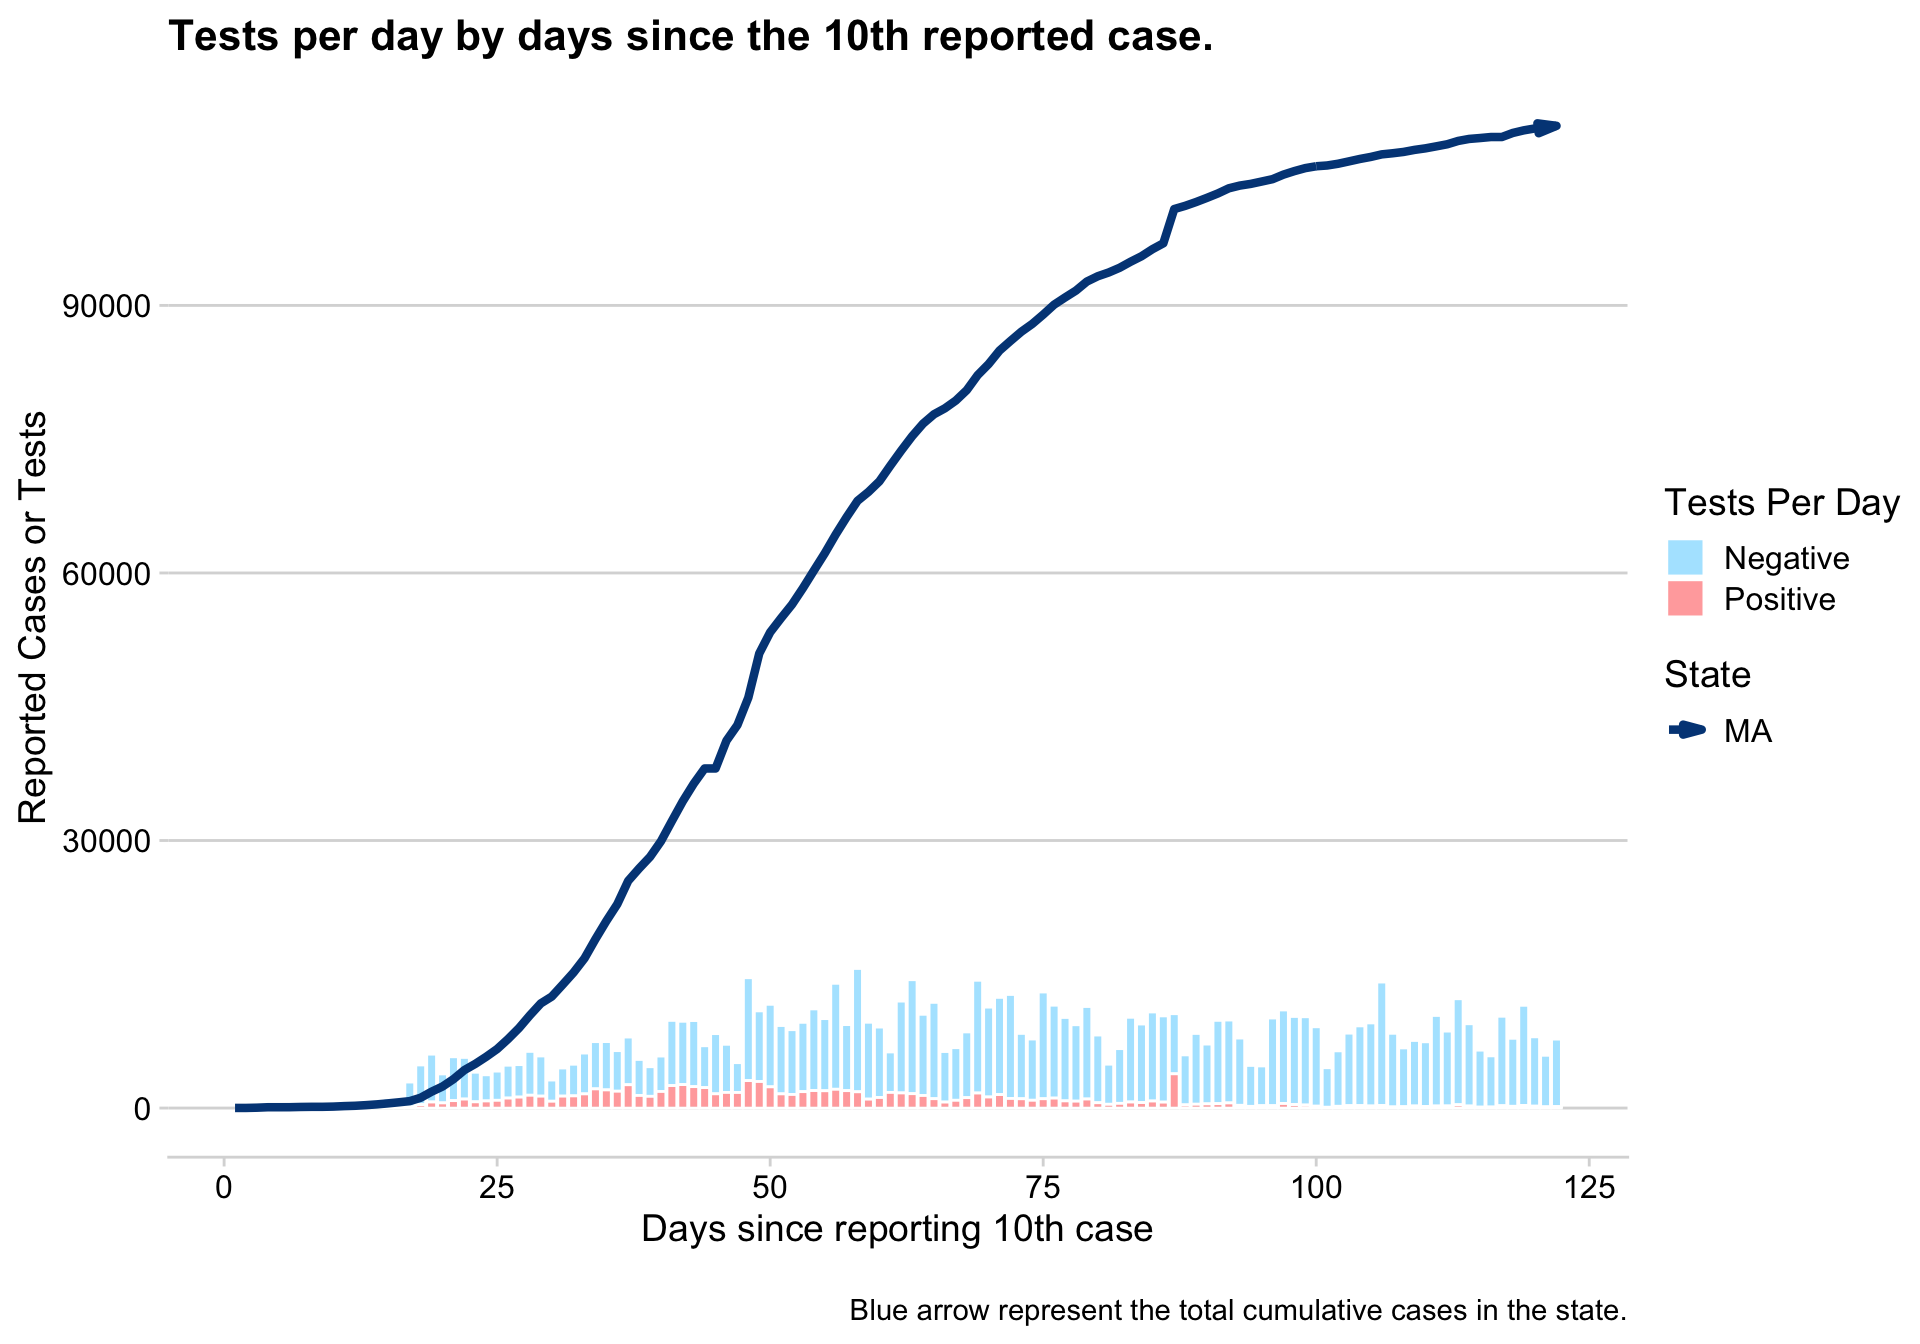 Tests per day by days since the 10th reported case.
90000
60000
30000
0
Reported Cases or Tests
0 25 50 75 100 125
Days since reporting 10th case
Tests Per Day
Negative
Positive
State
MA
Blue arrow represent the total cumulative cases in the state.